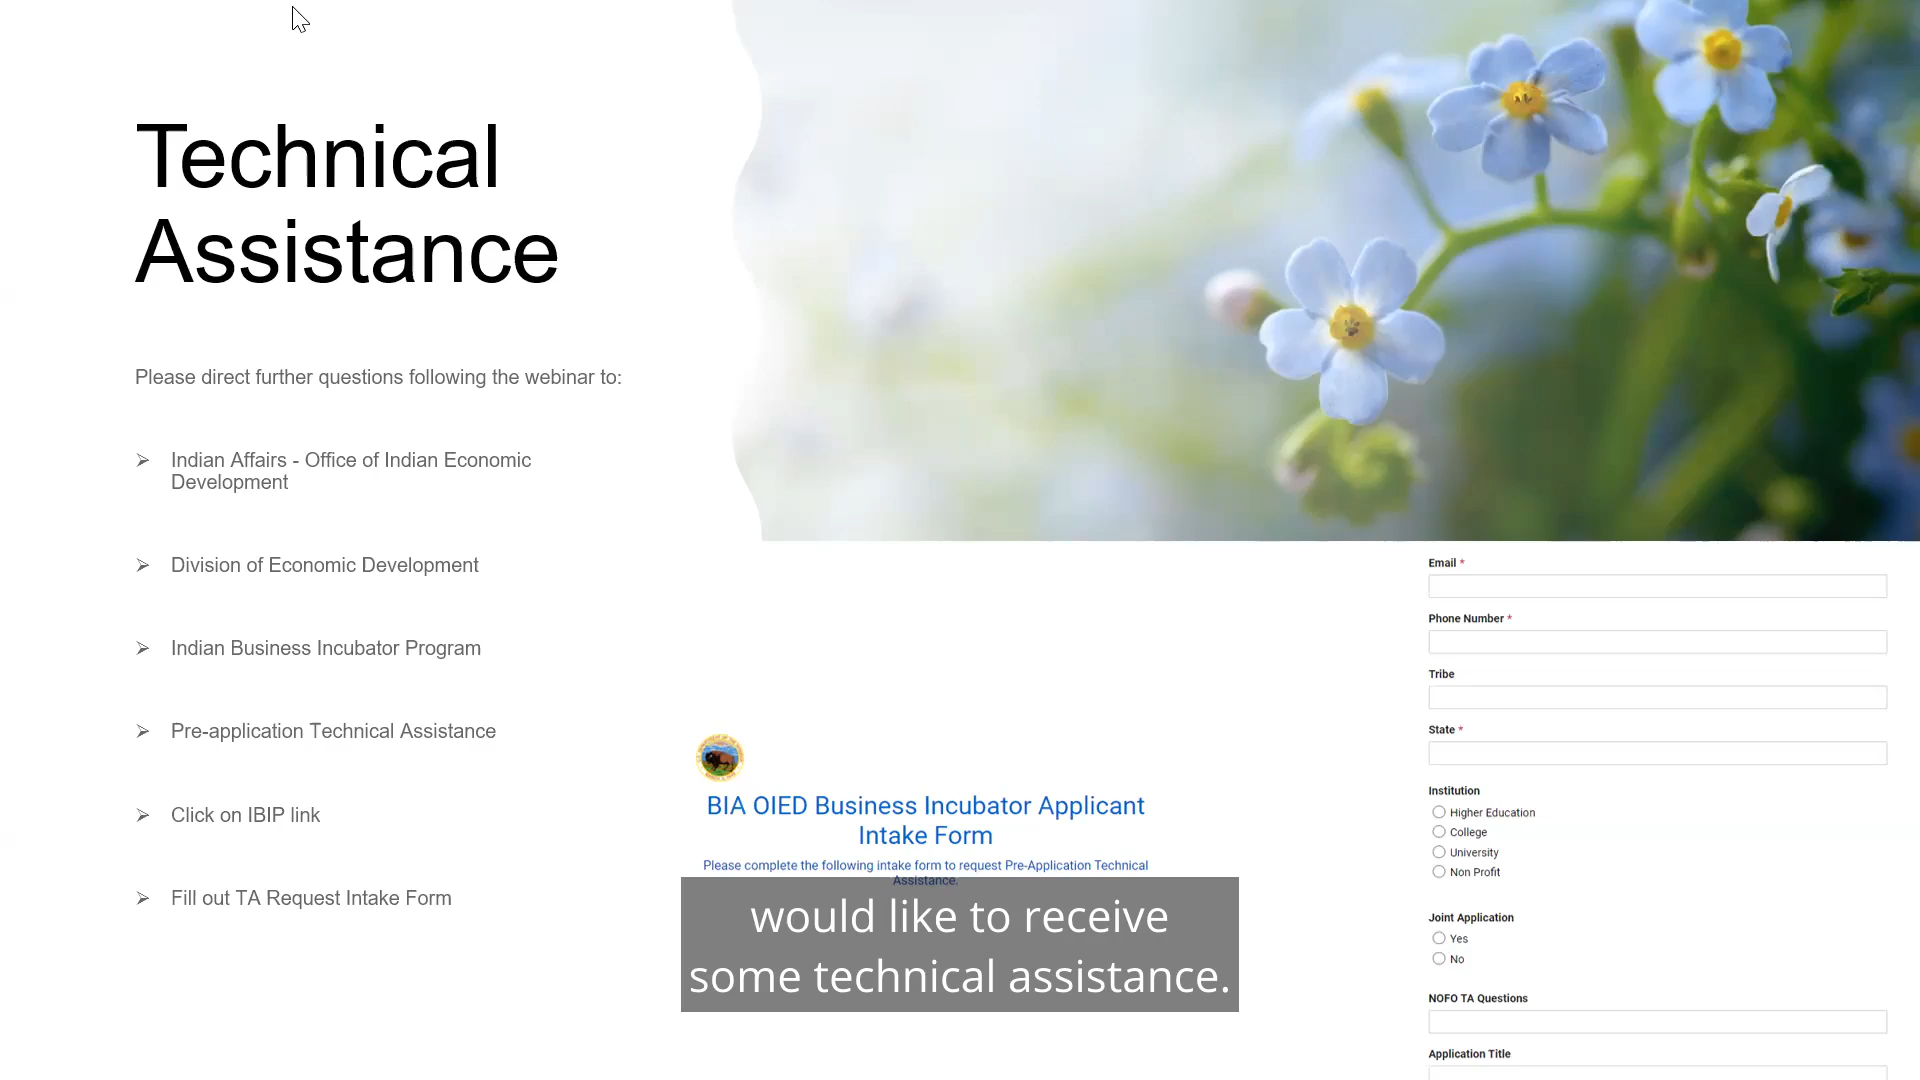 Technical
Assistance
Please direct further questions following the webinar to:
➢ Indian Affairs - Office of Indian Economic
Development
➢ Division of Economic Development
➢ Indian Business Incubator Program
➢ Pre-application Technical Assistance
➢ Click on IBIP link
➢ Fill out TA Request Intake Form
BIA OIED Business Incubator Applicant
Intake Form
Please complete the following intake form to request Pre-Application Technical
Assistance.
would like to receive
some technical assistance.
Email *
Phone Number *
Tribe
State *
Institution
Higher Education
College
University
Non Profit
Joint Application
Yes
No
NOFO TA Questions
Application Title